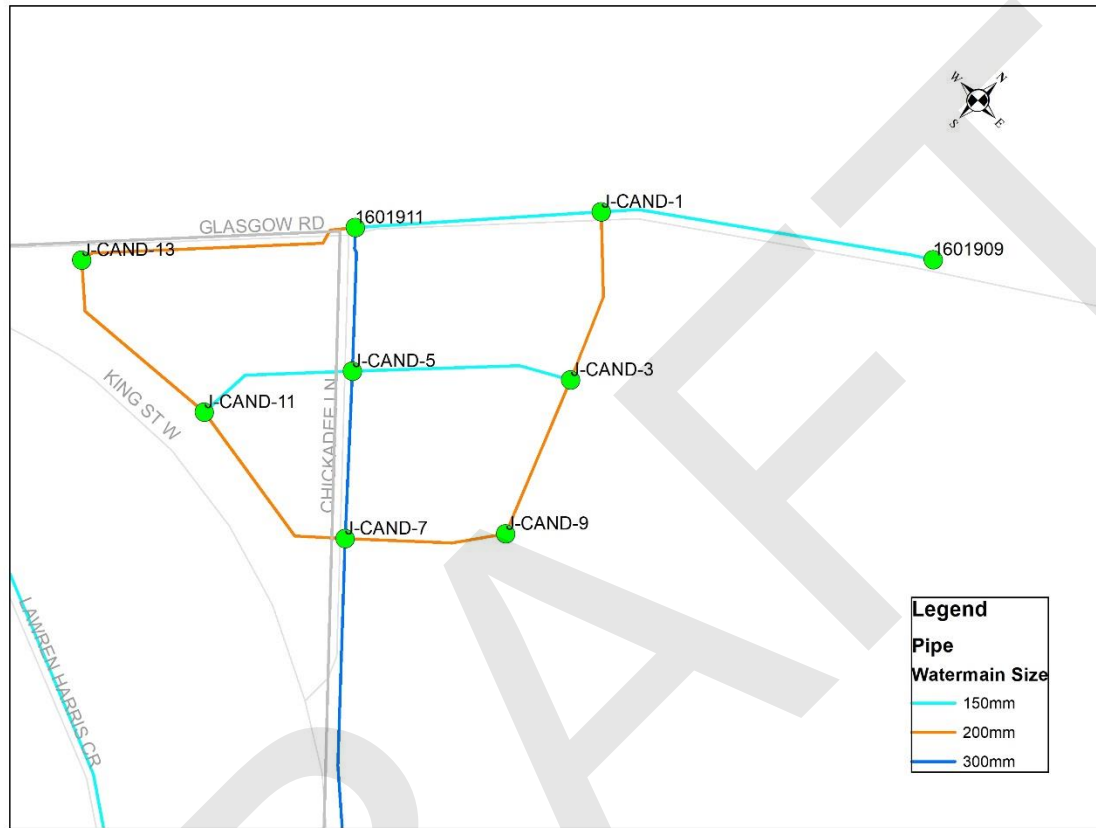 W N
S E
J-CAND-1
1601911
GLASGOW RD
J-CAND-13
1601909
J-CAND-5
J-CAND-3
J-CAND-11
KING ST W
CHICKADEE LN
J-CAND-7
J-CAND-9
LAWREN HARRIS CR
Legend
Pipe
Watermain Size
150mm
200mm
300mm
DRAFT